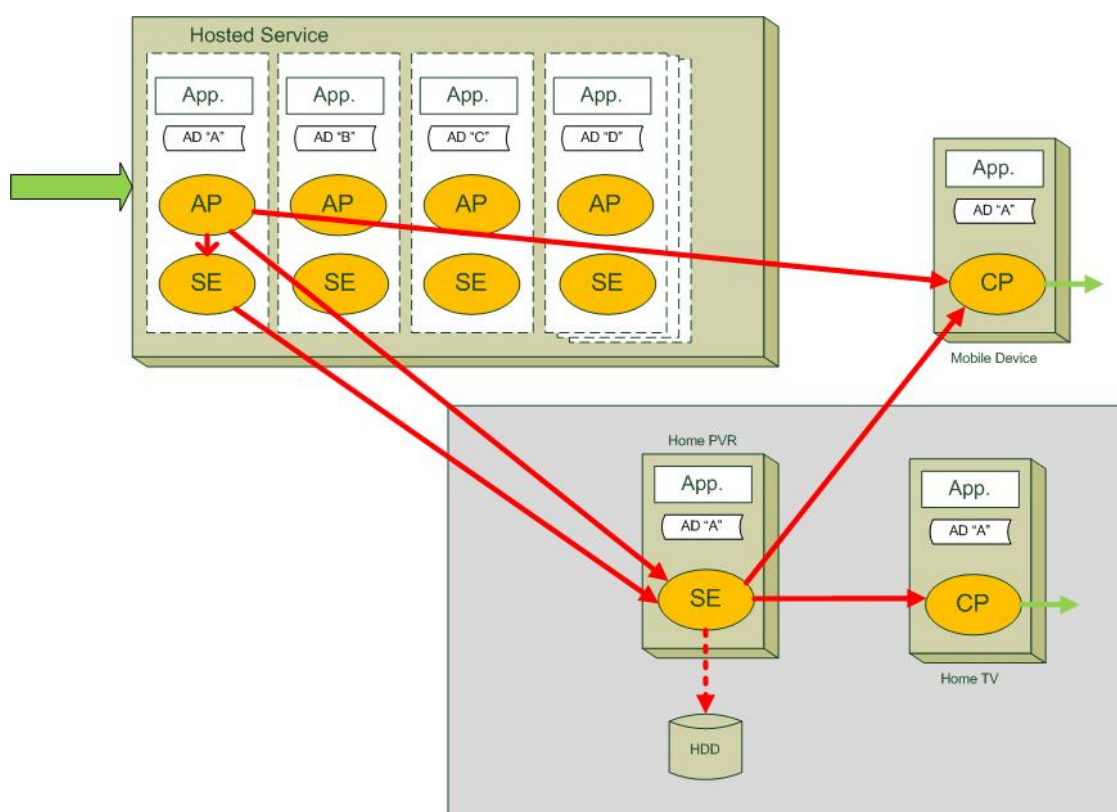 Hosted Service
App.
App.
App.
App.
AD “A”
AD “B”
AD “C”
AD “D”
AP
AP
AP
AP
SE
SE
SE
SE
App.
AD “A”
CP
Mobile Device
Home PVR
App.
AD “A”
SE
HDD
App.
AD “A”
CP
Home TV